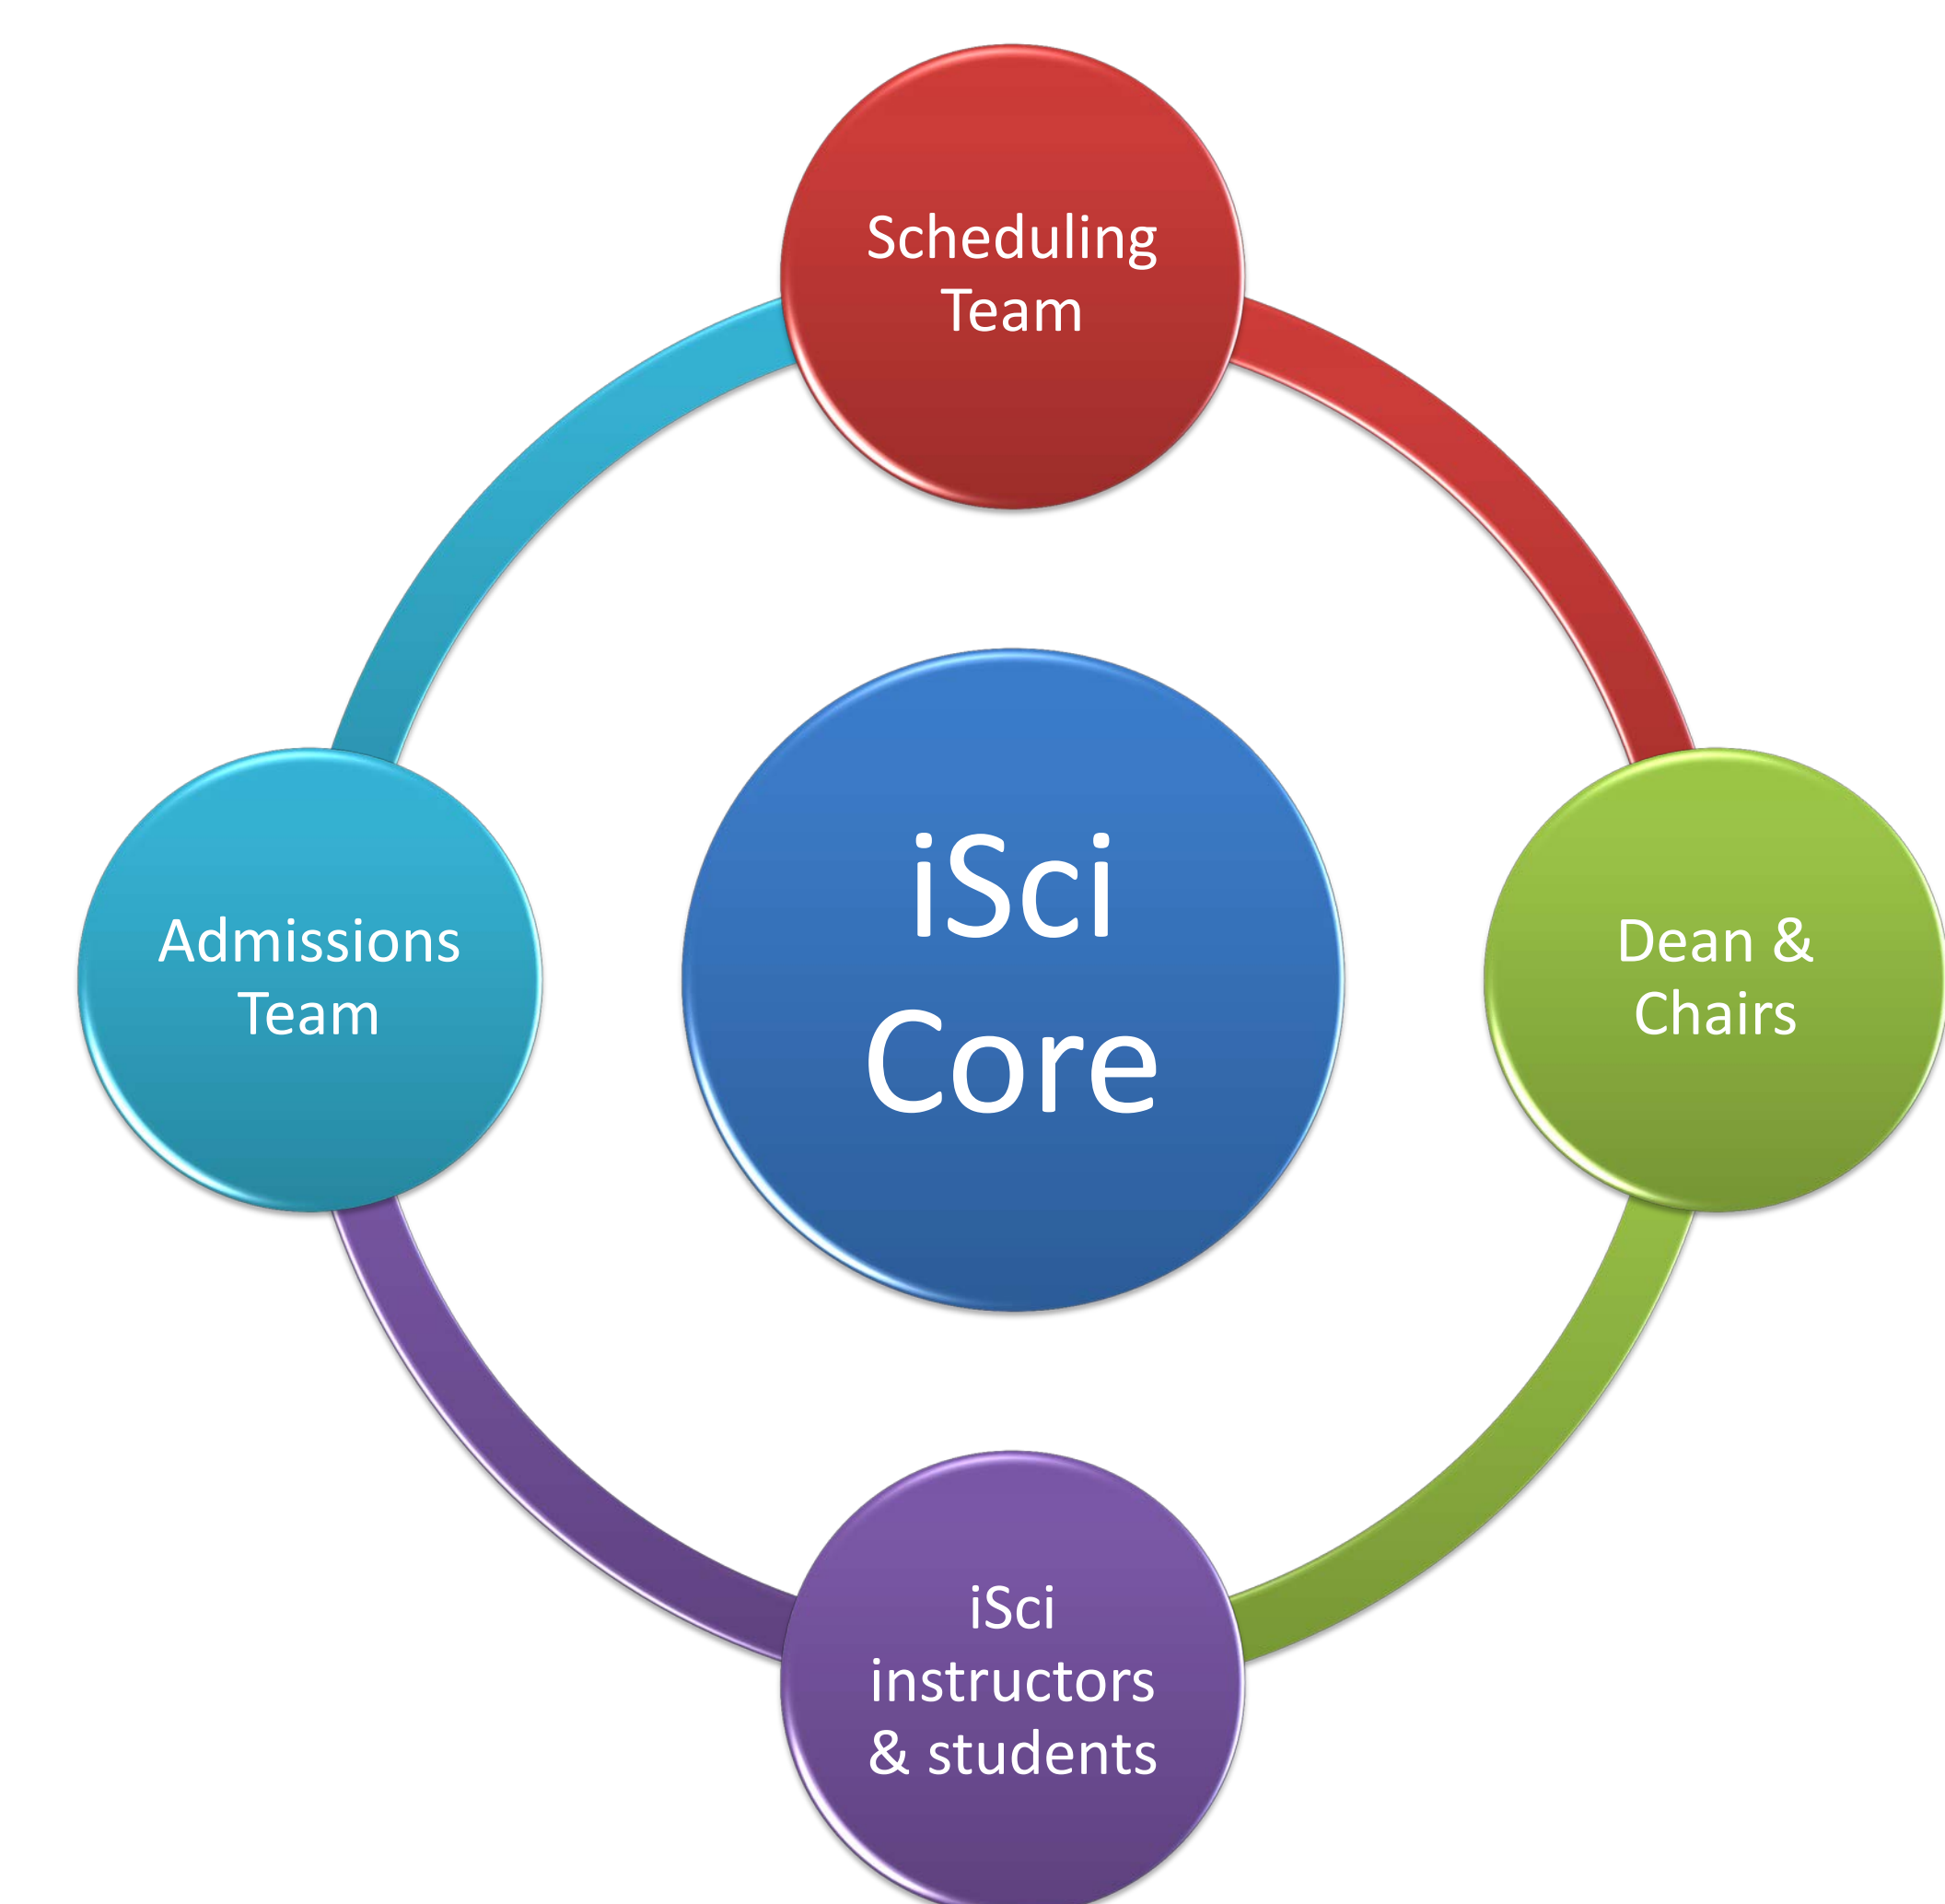 Scheduling
Team
Admissions
Team
iSci
Core
Dean &
Chairs
iSci
instructors
& students